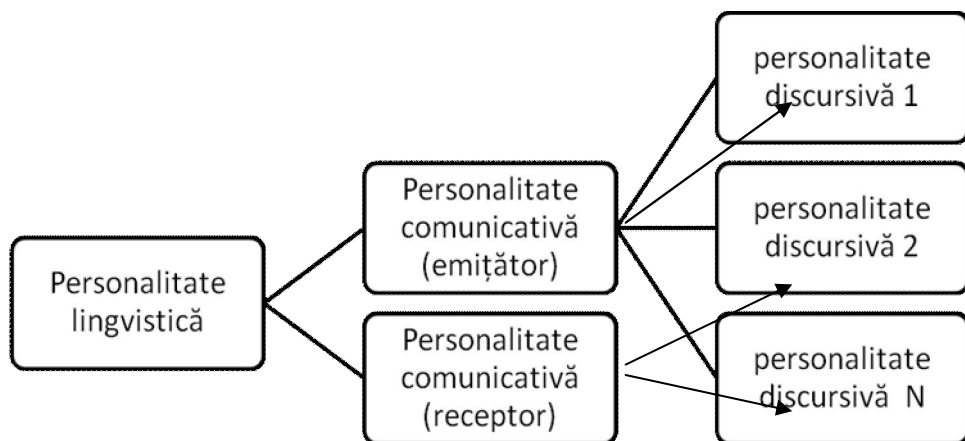 Personalitate
lingvistică
Personalitate
comunicativă
(emițător)
Personalitate
comunicativă
(receptor)
personalitate
discursivă 1
personalitate
discursivă 2
personalitate
discursivă N